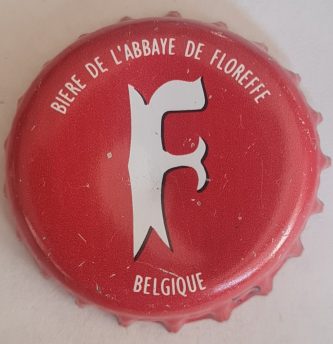 BIERE DE L'ABBAYE DE FLOREFFE
F
BELGIQUE